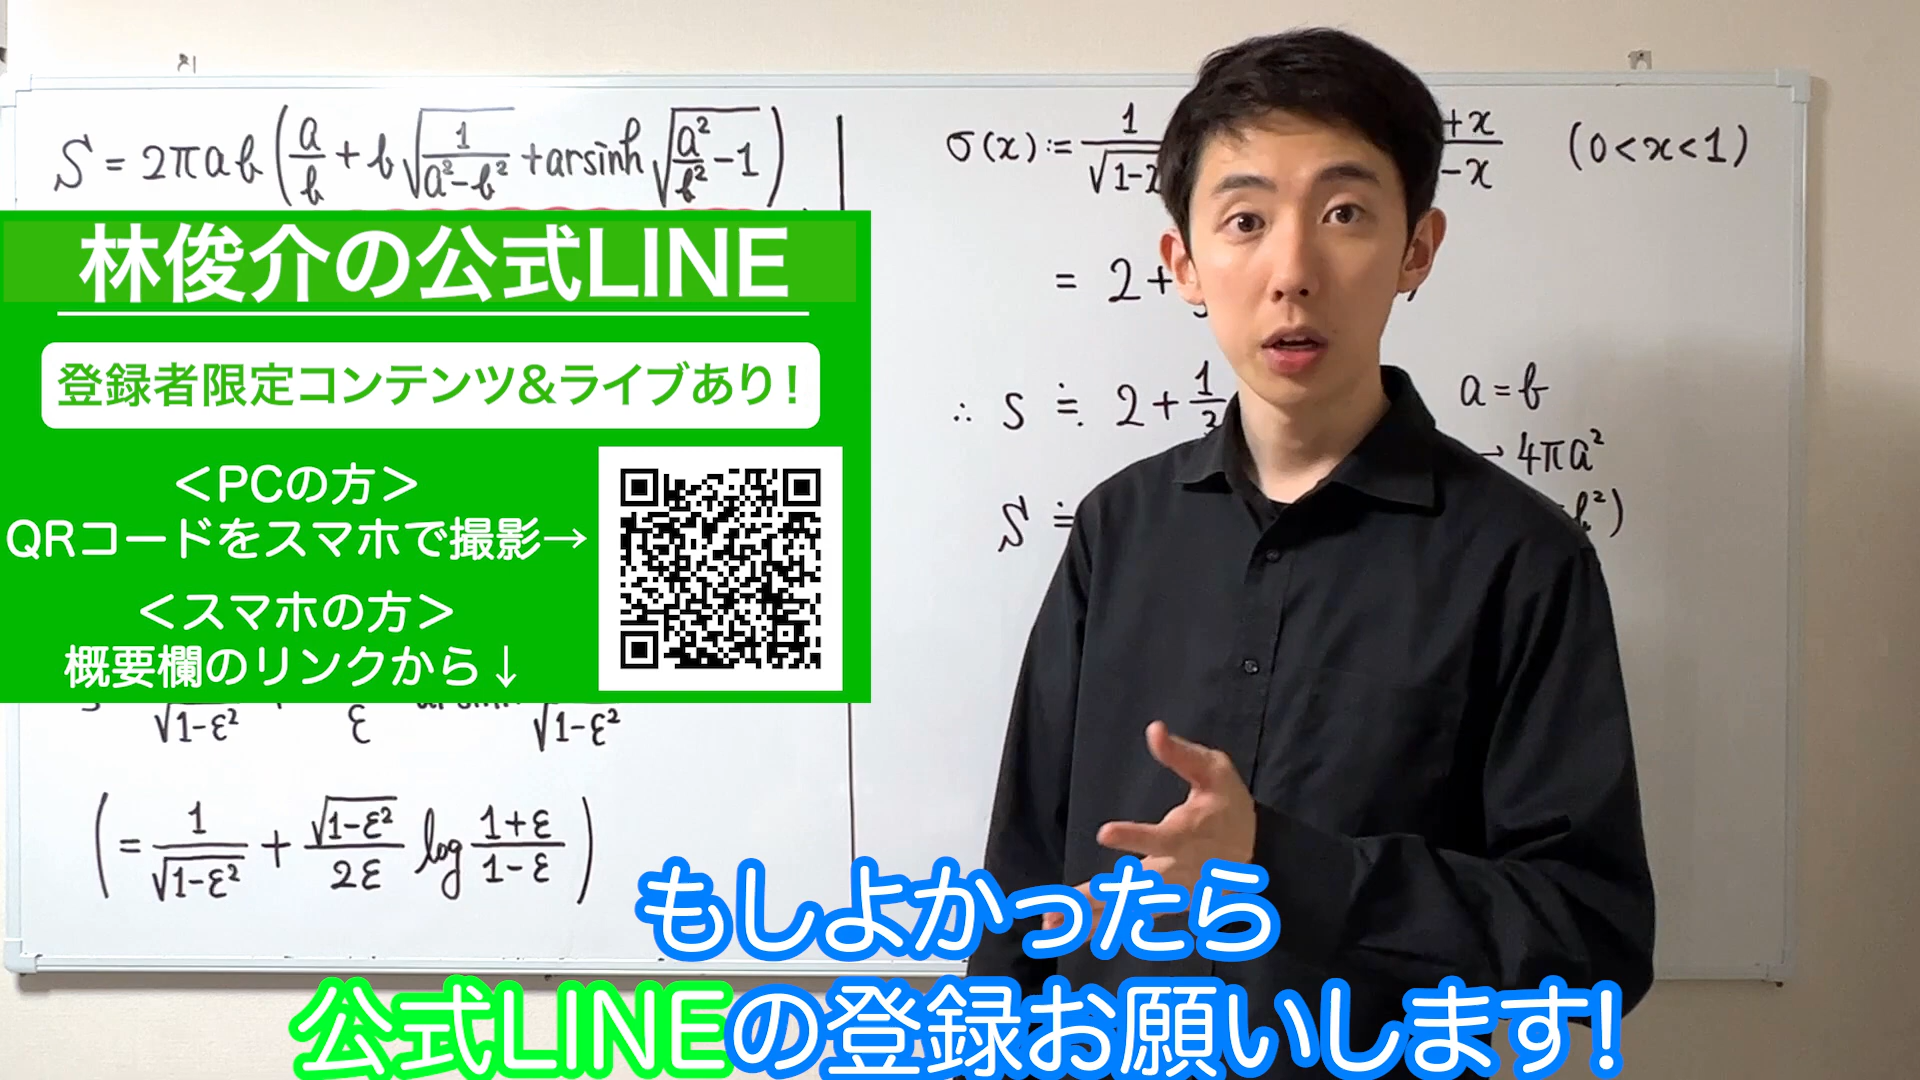 S = 2πab(a/b + b√(1/(a²-b²)) + arsinh√(a²/b²-1))
林俊介の公式LINE
登録者限定コンテンツ&ライブあり!
<PCの方>
QRコードをスマホで撮影→
<スマホの方>
概要欄のリンクから↓
√1-ε² ε √1-ε²
(= 1/√(1-ε²) + √(1-ε²)/2ε log (1+ε)/(1-ε))
σ(x) := 1/√1-x +x/-x (0<x<1)
= 2+
∴ S ≒ 2+1/3 a=b
→ 4πa²
S ≒ b²)
もしよかったら
公式LINEの登録お願いします!